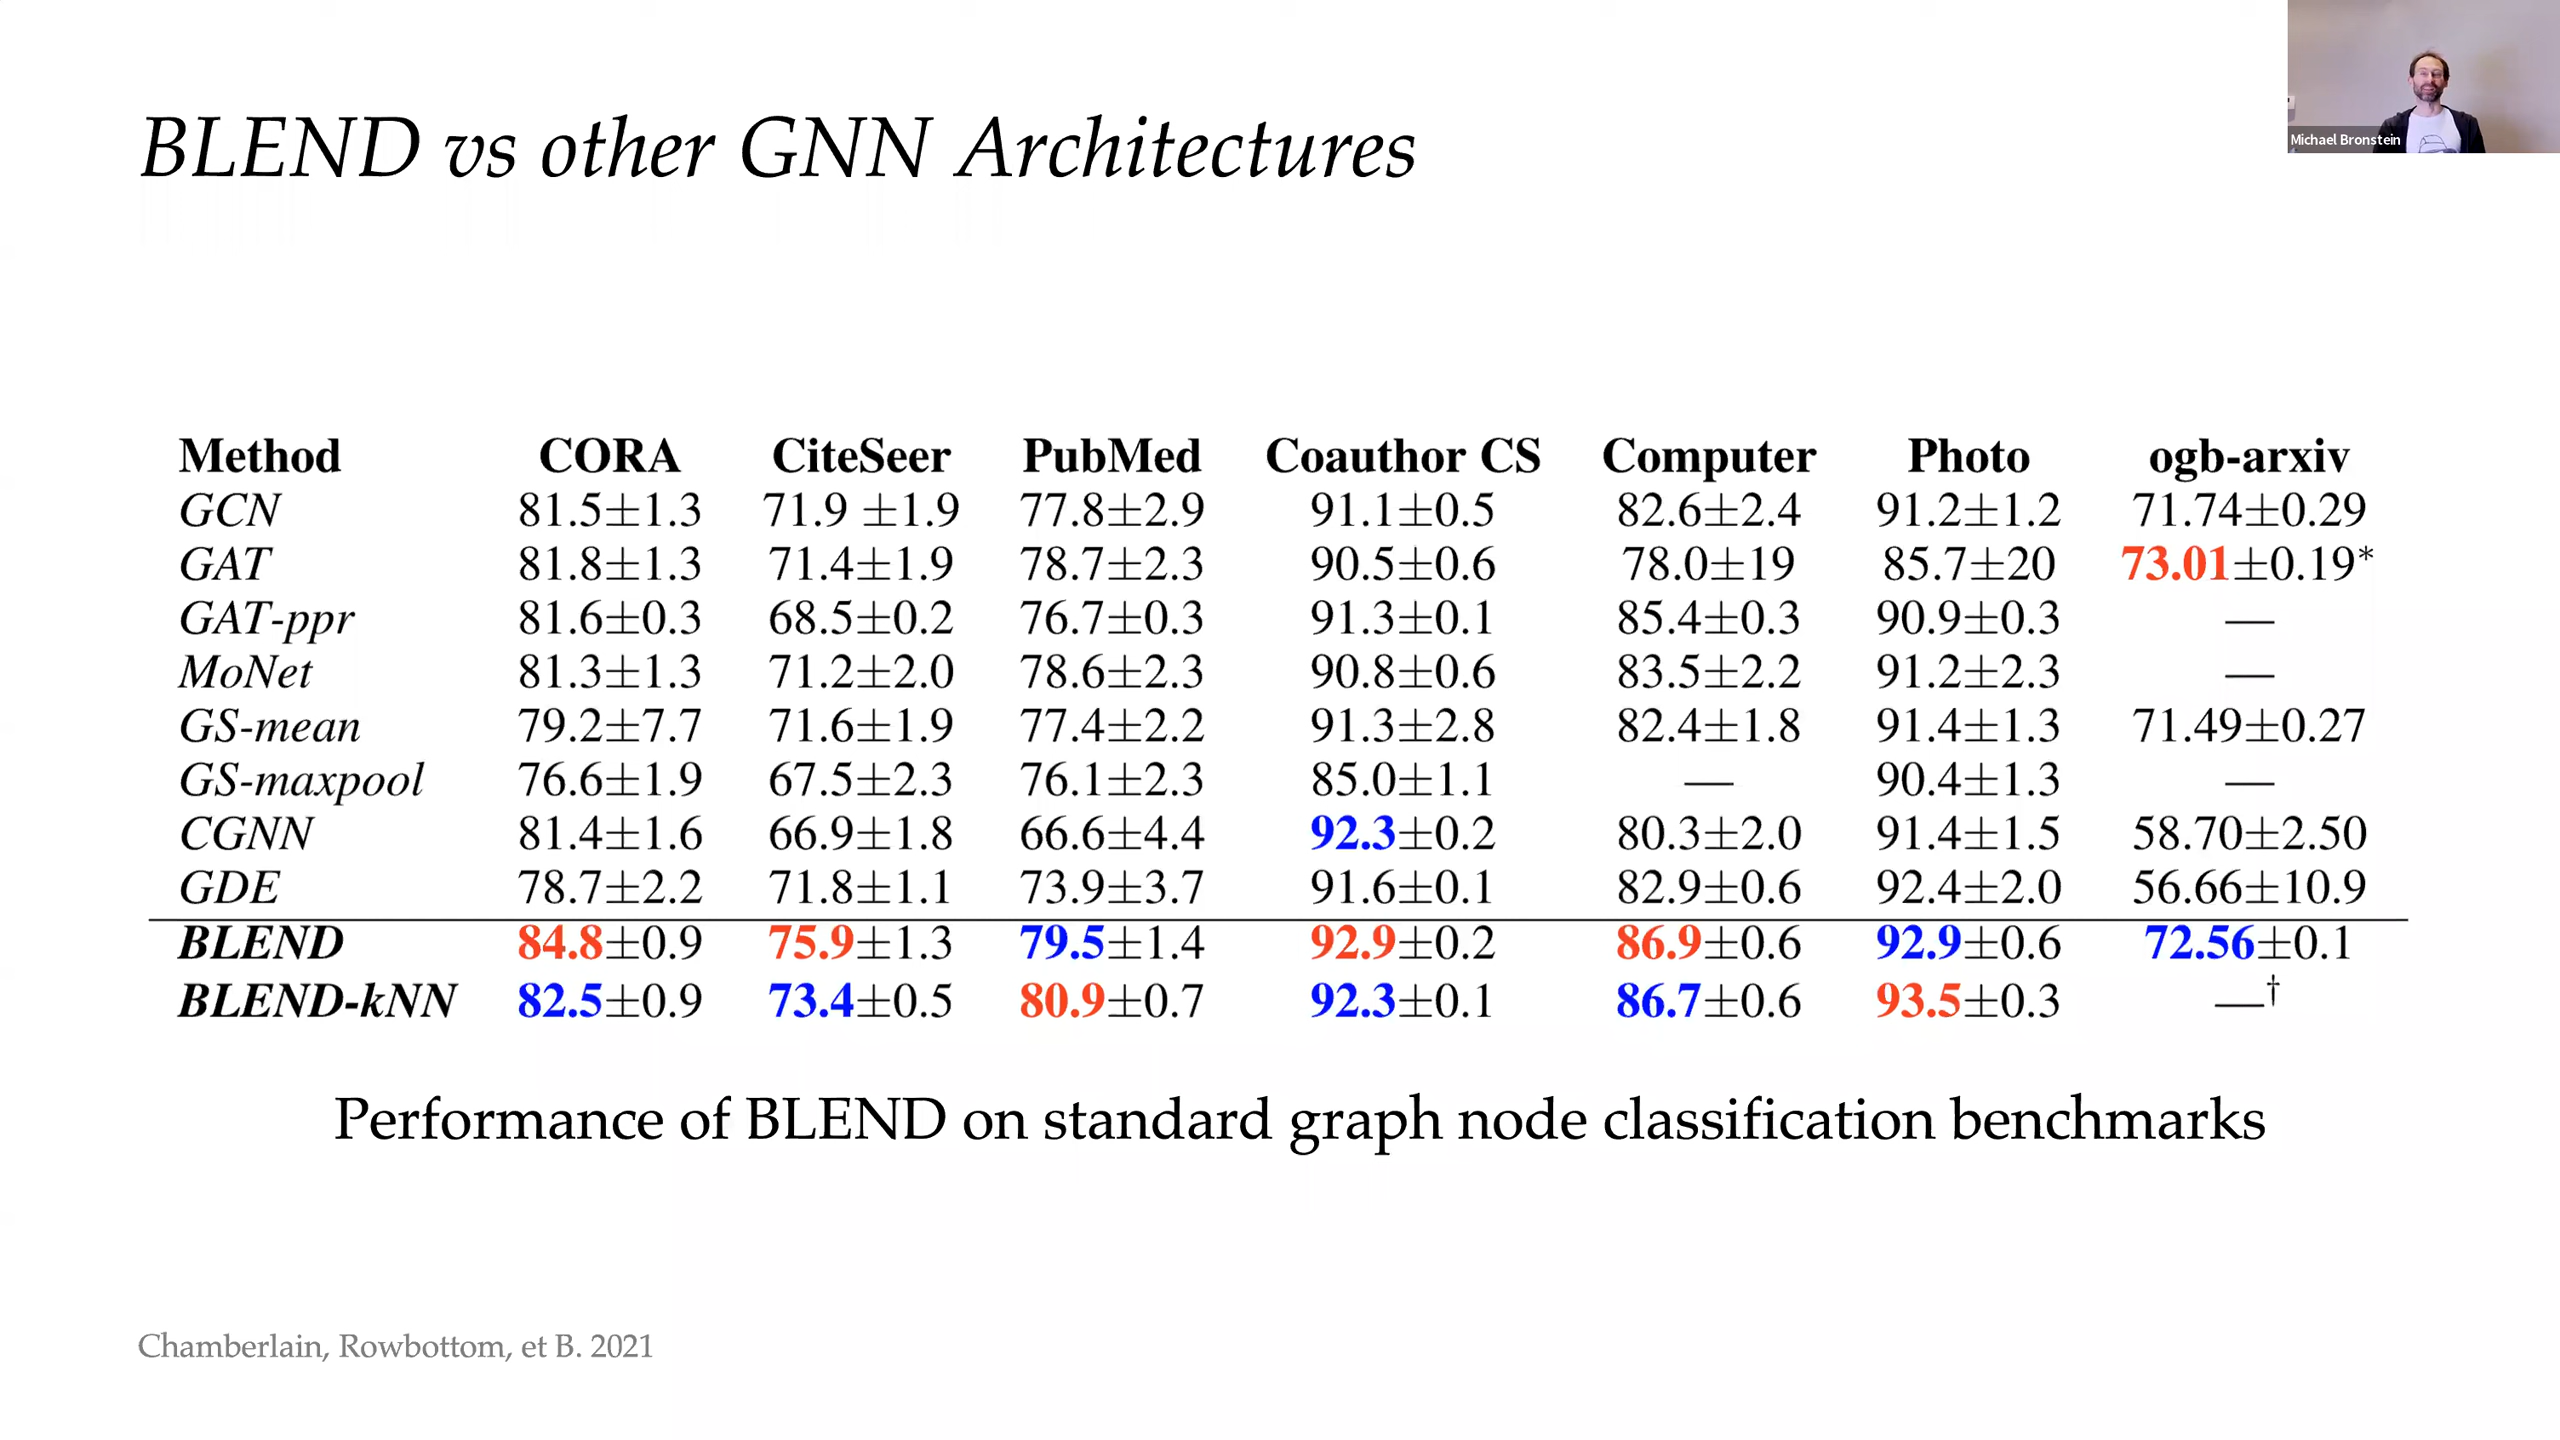 BLEND vs other GNN Architectures
Michael Bronstein
Method CORA CiteSeer PubMed Coauthor CS Computer Photo ogb-arxiv
GCN 81.5±1.3 71.9 ±1.9 77.8±2.9 91.1±0.5 82.6±2.4 91.2±1.2 71.74±0.29
GAT 81.8±1.3 71.4±1.9 78.7±2.3 90.5±0.6 78.0±19 85.7±20 73.01±0.19*
GAT-ppr 81.6±0.3 68.5±0.2 76.7±0.3 91.3±0.1 85.4±0.3 90.9±0.3 —
MoNet 81.3±1.3 71.2±2.0 78.6±2.3 90.8±0.6 83.5±2.2 91.2±2.3 —
GS-mean 79.2±7.7 71.6±1.9 77.4±2.2 91.3±2.8 82.4±1.8 91.4±1.3 71.49±0.27
GS-maxpool 76.6±1.9 67.5±2.3 76.1±2.3 85.0±1.1 — 90.4±1.3 —
CGNN 81.4±1.6 66.9±1.8 66.6±4.4 92.3±0.2 80.3±2.0 91.4±1.5 58.70±2.50
GDE 78.7±2.2 71.8±1.1 73.9±3.7 91.6±0.1 82.9±0.6 92.4±2.0 56.66±10.9
BLEND 84.8±0.9 75.9±1.3 79.5±1.4 92.9±0.2 86.9±0.6 92.9±0.6 72.56±0.1
BLEND-kNN 82.5±0.9 73.4±0.5 80.9±0.7 92.3±0.1 86.7±0.6 93.5±0.3 —†
Performance of BLEND on standard graph node classification benchmarks
Chamberlain, Rowbottom, et B. 2021